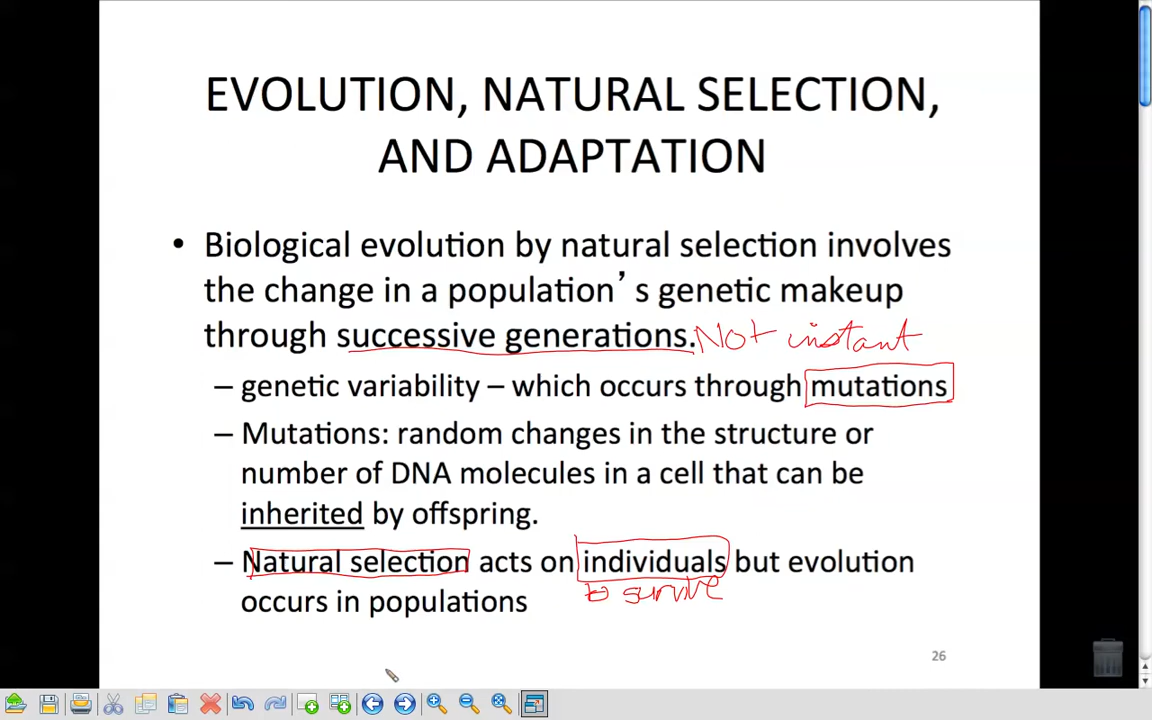 EVOLUTION, NATURAL SELECTION,
AND ADAPTATION
• Biological evolution by natural selection involves
the change in a population’s genetic makeup
through successive generations. Not instant
– genetic variability – which occurs through mutations
– Mutations: random changes in the structure or
number of DNA molecules in a cell that can be
inherited by offspring.
– Natural selection acts on individuals but evolution
to survive
occurs in populations
26